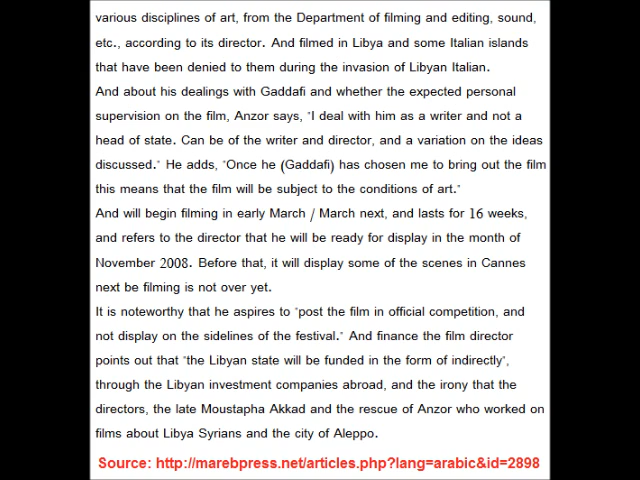 various disciplines of art, from the Department of filming and editing, sound,
etc., according to its director. And filmed in Libya and some Italian islands
that have been denied to them during the invasion of Libyan Italian.
And about his dealings with Gaddafi and whether the expected personal
supervision on the film, Anzor says, "I deal with him as a writer and not a
head of state. Can be of the writer and director, and a variation on the ideas
discussed." He adds, "Once he (Gaddafi) has chosen me to bring out the film
this means that the film will be subject to the conditions of art."
And will begin filming in early March / March next, and lasts for 16 weeks,
and refers to the director that he will be ready for display in the month of
November 2008. Before that, it will display some of the scenes in Cannes
next be filming is not over yet.
It is noteworthy that he aspires to "post the film in official competition, and
not display on the sidelines of the festival." And finance the film director
points out that "the Libyan state will be funded in the form of indirectly",
through the Libyan investment companies abroad, and the irony that the
directors, the late Moustapha Akkad and the rescue of Anzor who worked on
films about Libya Syrians and the city of Aleppo.
Source: http://marebpress.net/articles.php?lang=arabic&id=2898